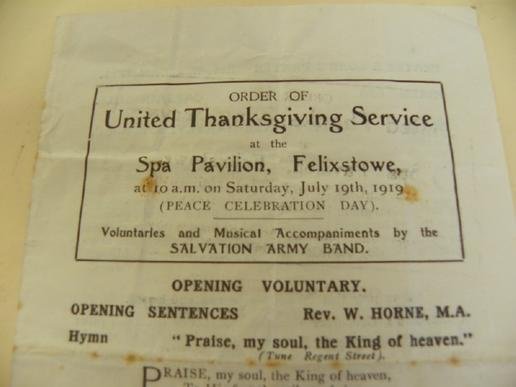 ORDER OF
United Thanksgiving Service
at the
Spa Pavilion, Felixstowe,
at 10 a.m. on Saturday, July 19th, 1919
(PEACE CELEBRATION DAY).
Voluntaries and Musical Accompaniments by the
SALVATION ARMY BAND.
OPENING VOLUNTARY.
OPENING SENTENCES Rev. W. HORNE, M.A.
Hymn "Praise, my soul, the King of heaven."
(Tune Regent Street).
PRAISE, my soul, the King of heaven,